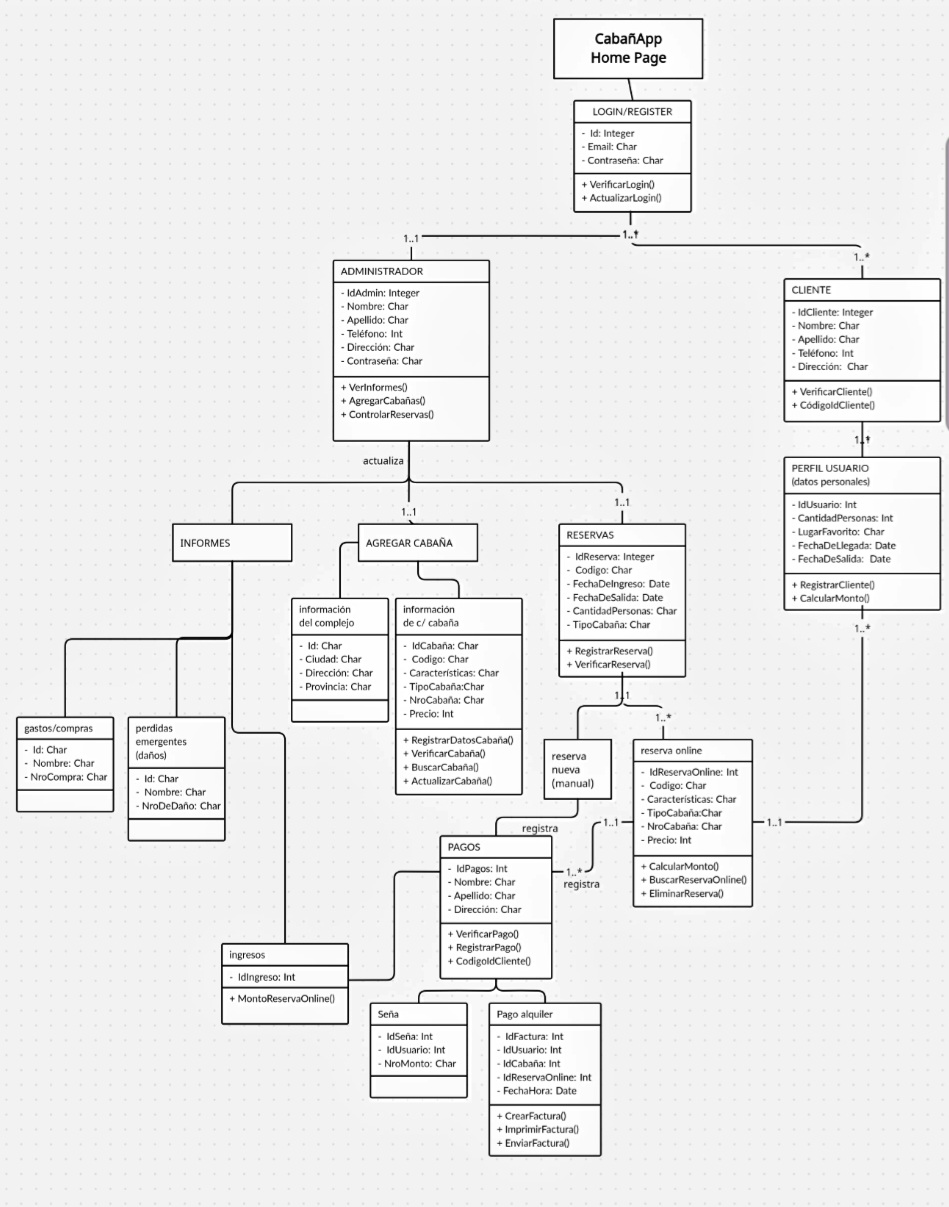 CabañApp
Home Page
LOGIN/REGISTER
- Id: Integer
- Email: Char
- Contraseña: Char
+ VerificarLogin()
+ ActualizarLogin()
1..1
1..*
ADMINISTRADOR
- IdAdmin: Integer
- Nombre: Char
- Apellido: Char
- Teléfono: Int
- Dirección: Char
- Contraseña: Char
+ VerInformes()
+ AgregarCabañas()
+ ControlarReservas()
CLIENTE
- IdCliente: Integer
- Nombre: Char
- Apellido: Char
- Teléfono: Int
- Dirección: Char
+ VerificarCliente()
+ CódigoIdCliente()
PERFIL USUARIO
(datos personales)
- IdUsuario: Int
- CantidadPersonas: Int
- LugarFavorito: Char
- FechaDeLlegada: Date
- FechaDeSalida: Date
+ RegistrarCliente()
+ CalcularMonto()
1..*
actualiza
1..1
1..1
INFORMES
AGREGAR CABAÑA
RESERVAS
- IdReserva: Integer
- Codigo: Char
- FechaDeIngreso: Date
- FechaDeSalida: Date
- CantidadPersonas: Char
- TipoCabaña: Char
+ RegistrarReserva()
+ VerificarReserva()
información
del complejo
- Id: Char
- Ciudad: Char
- Dirección: Char
- Provincia: Char
información
de c/ cabaña
- IdCabaña: Char
- Codigo: Char
- Características: Char
- TipoCabaña:Char
- NroCabaña: Char
- Precio: Int
+ RegistrarDatosCabaña()
+ VerificarCabaña()
+ BuscarCabaña()
+ ActualizarCabaña()
1..1
1..*
gastos/compras
- Id: Char
- Nombre: Char
- NroCompra: Char
perdidas
emergentes
(daños)
- Id: Char
- Nombre: Char
- NroDeDaño: Char
reserva
nueva
(manual)
reserva online
- IdReservaOnline: Int
- Codigo: Char
- Características: Char
- TipoCabaña:Char
- NroCabaña: Char
- Precio: Int
+ CalcularMonto()
+ BuscarReservaOnline()
+ EliminarReserva()
1..1
1..1
registra
PAGOS
- IdPagos: Int
- Nombre: Char
- Apellido: Char
- Dirección: Char
+ VerificarPago()
+ RegistrarPago()
+ CodigoIdCliente()
1..*
registra
ingresos
- IdIngreso: Int
+ MontoReservaOnline()
Seña
- IdSeña: Int
- IdUsuario: Int
- NroMonto: Char
Pago alquiler
- IdFactura: Int
- IdUsuario: Int
- IdCabaña: Int
- IdReservaOnline: Int
- FechaHora: Date
+ CrearFactura()
+ ImprimirFactura()
+ EnviarFactura()